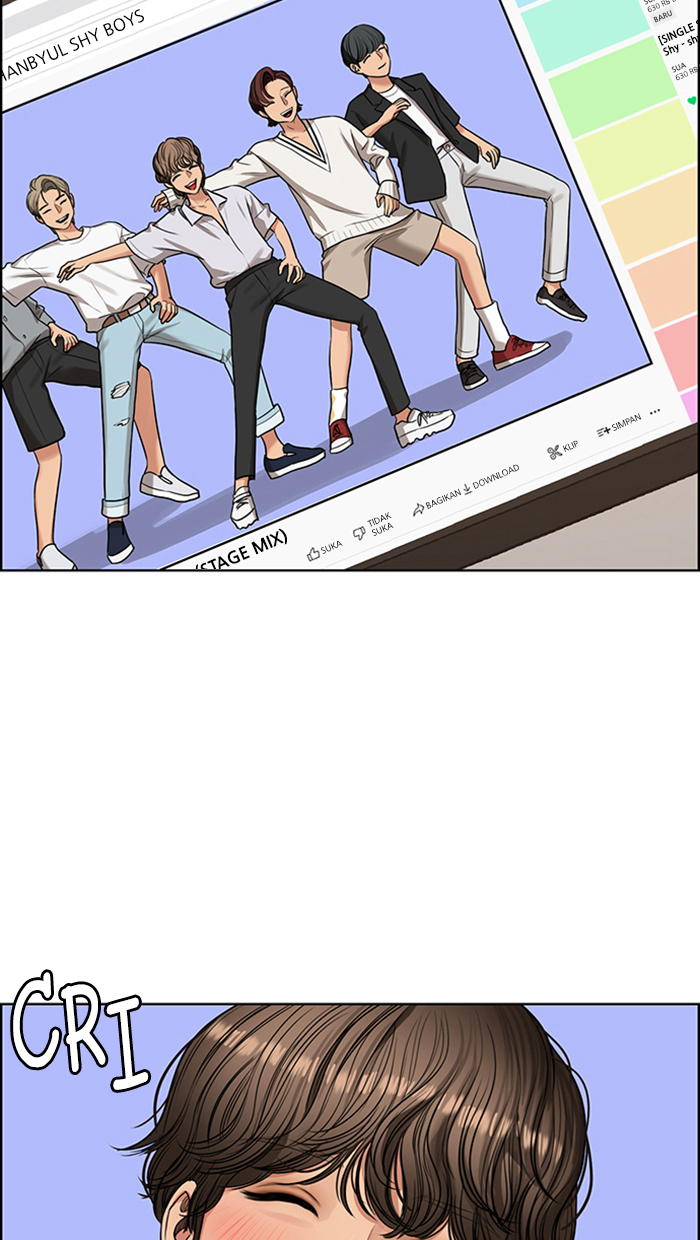 HANBYUL SHY BOYS
630 RB
BARU
[SINGLE
Shy - sh
SUA
630 RB
(STAGE MIX)
SUKA
TIDAK
SUKA
BAGIKAN
DOWNLOAD
KLIP
SIMPAN
CRI